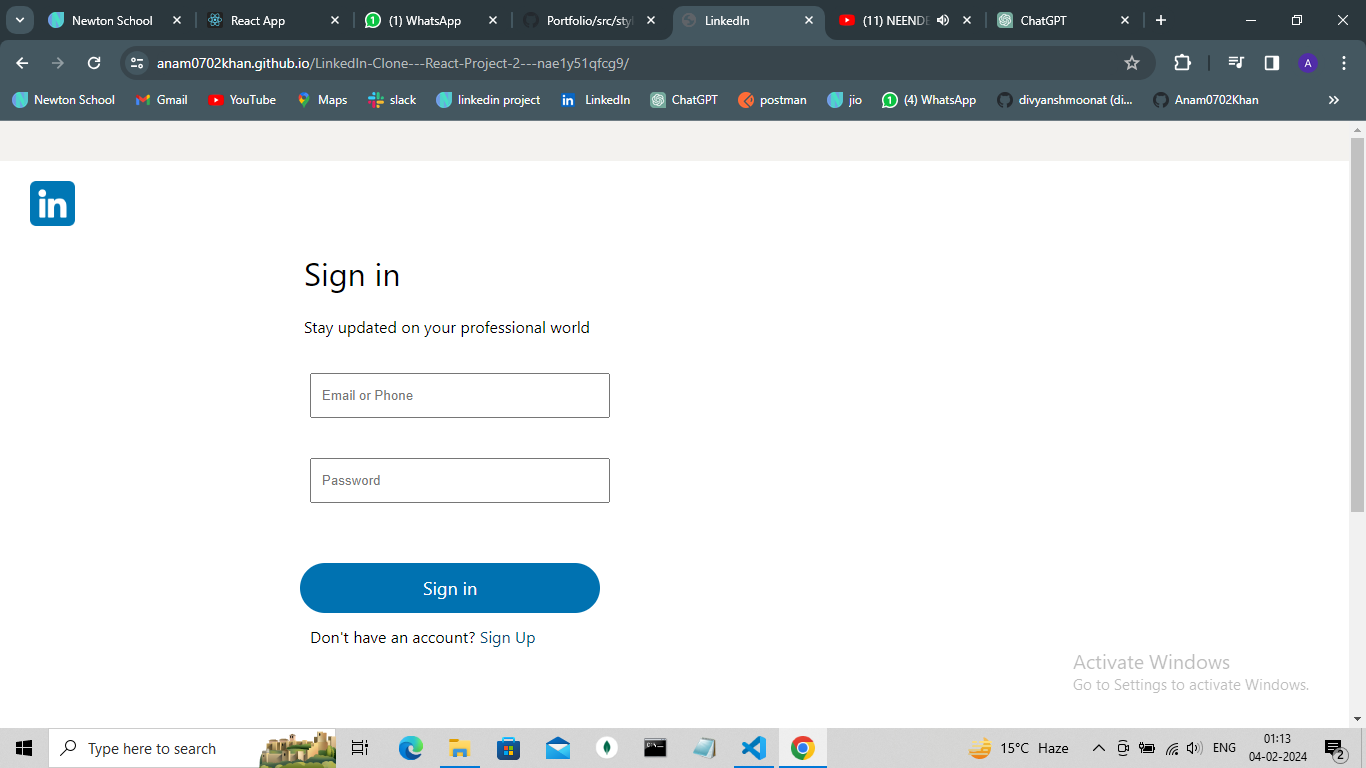 Newton School
React App
(1) WhatsApp
Portfolio/src/styl
LinkedIn
(11) NEENDE
ChatGPT
anam0702khan.github.io/LinkedIn-Clone---React-Project-2---nae1y51qfcg9/
A
Newton School
Gmail
YouTube
Maps
slack
linkedin project
LinkedIn
ChatGPT
postman
jio
(4) WhatsApp
divyanshmoonat (di...
Anam0702Khan
in
Sign in
Stay updated on your professional world
Email or Phone
Password
Sign in
Don't have an account? Sign Up
Activate Windows
Go to Settings to activate Windows.
Type here to search
15°C Haze
ENG
01:13
04-02-2024
2